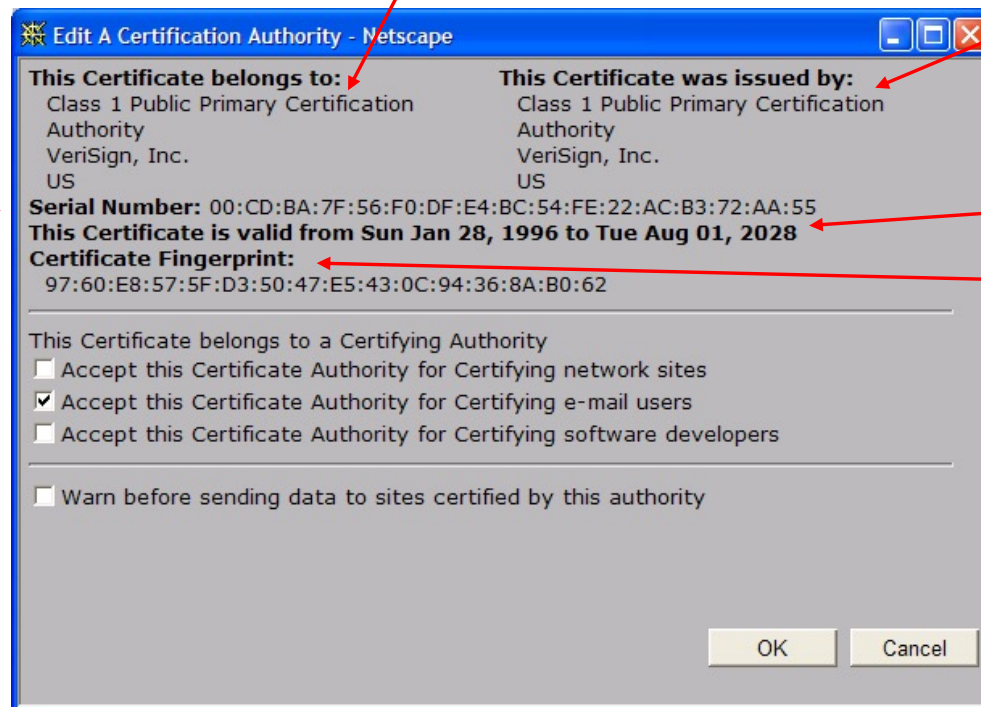 Edit A Certification Authority - Netscape
This Certificate belongs to:
Class 1 Public Primary Certification
Authority
VeriSign, Inc.
US
This Certificate was issued by:
Class 1 Public Primary Certification
Authority
VeriSign, Inc.
US
Serial Number: 00:CD:BA:7F:56:F0:DF:E4:BC:54:FE:22:AC:B3:72:AA:55
This Certificate is valid from Sun Jan 28, 1996 to Tue Aug 01, 2028
Certificate Fingerprint:
97:60:E8:57:5F:D3:50:47:E5:43:0C:94:36:8A:B0:62
This Certificate belongs to a Certifying Authority
Accept this Certificate Authority for Certifying network sites
Accept this Certificate Authority for Certifying e-mail users
Accept this Certificate Authority for Certifying software developers
Warn before sending data to sites certified by this authority
OK Cancel